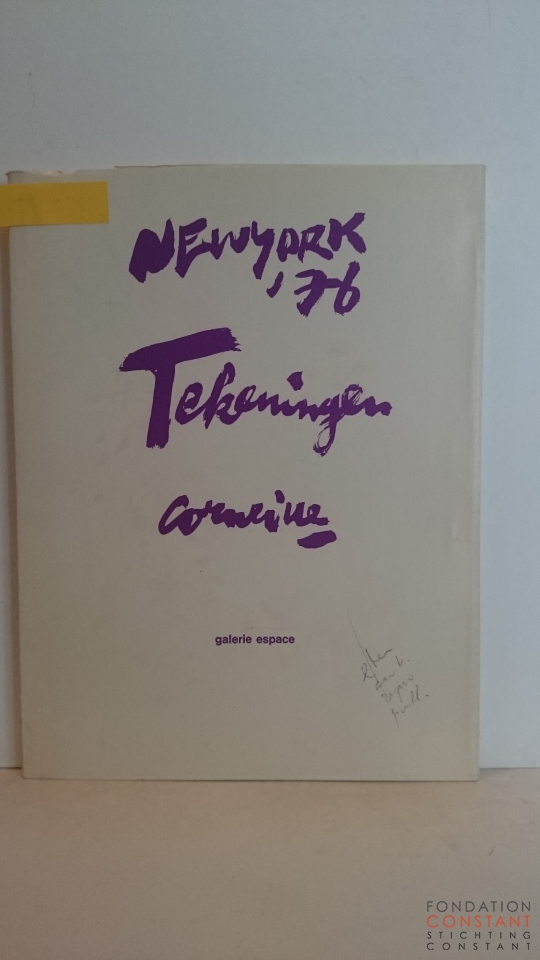 NEWYORK
'76
Tekeningen
Corneille
galerie espace
FONDATION
CONSTANT
STICHTING
CONSTANT